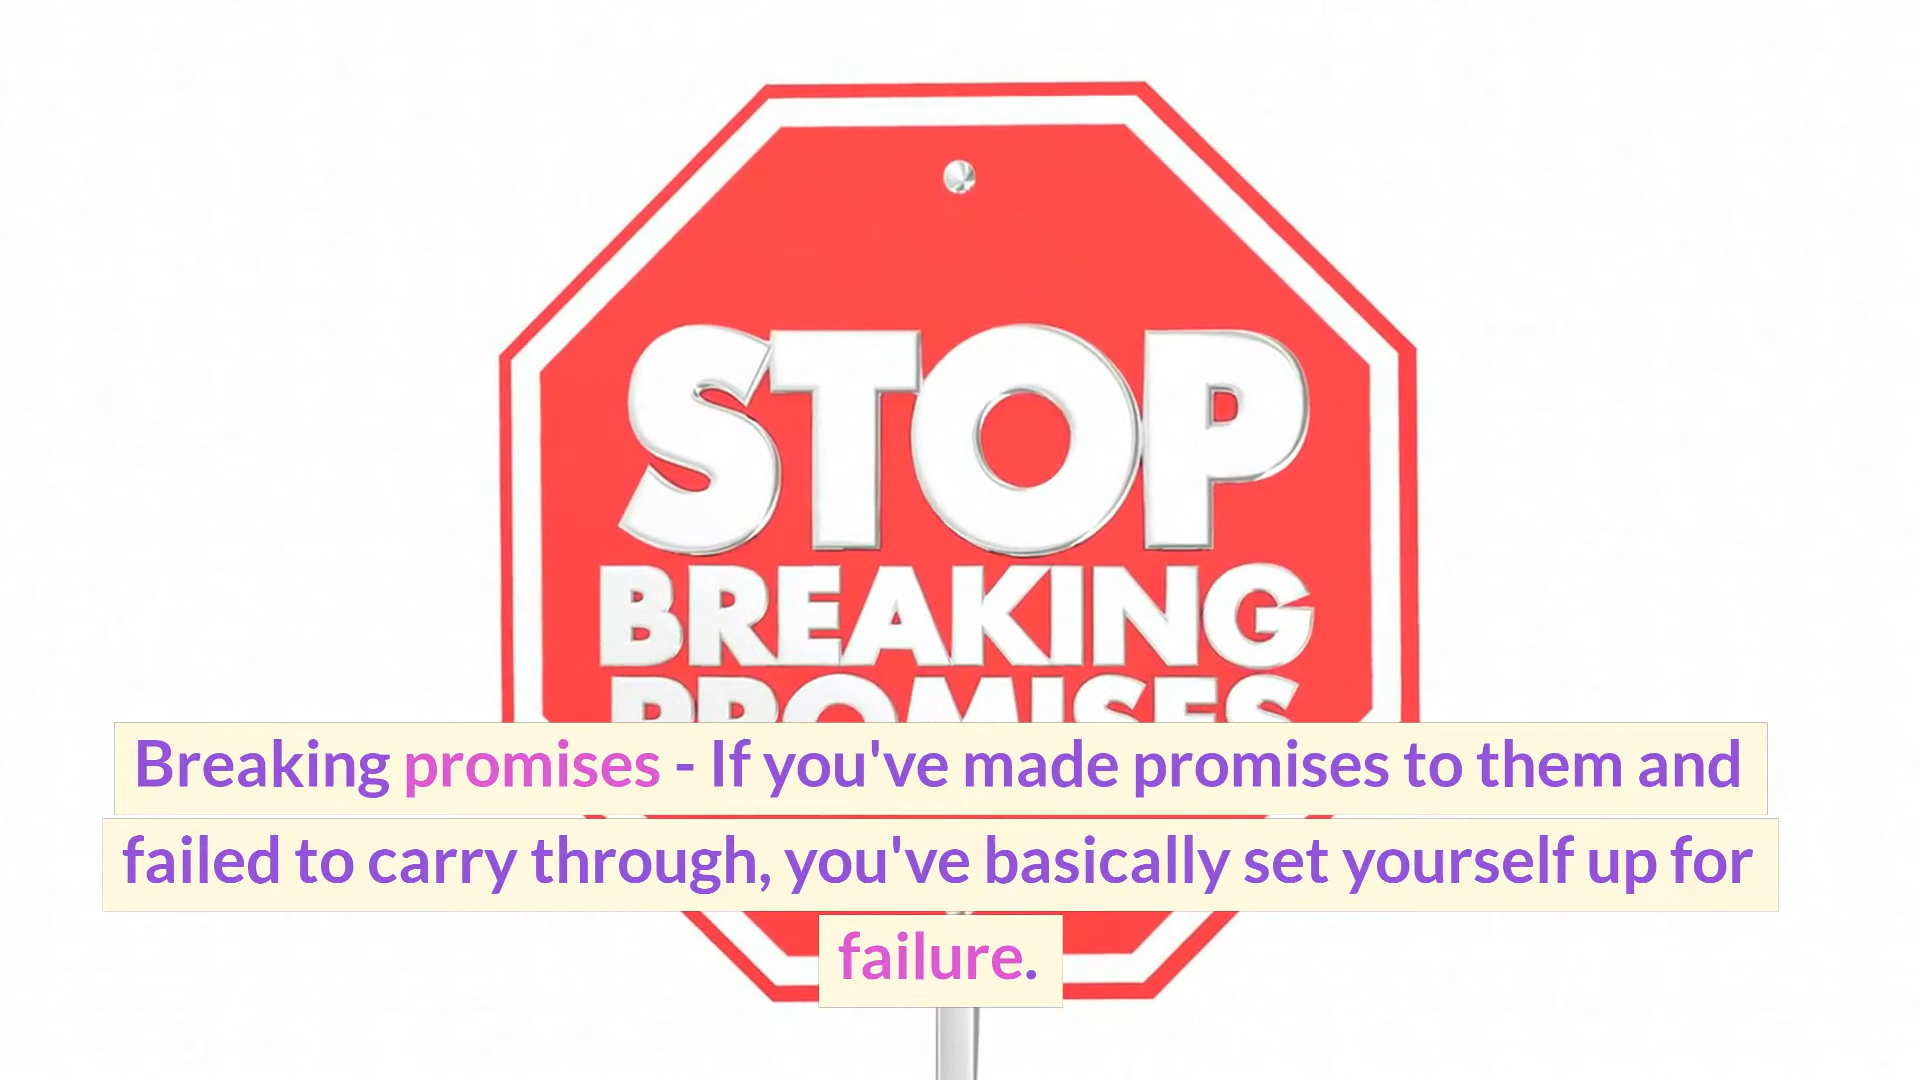 STOP
BREAKING
PROMISES
Breaking promises - If you've made promises to them and
failed to carry through, you've basically set yourself up for
failure.